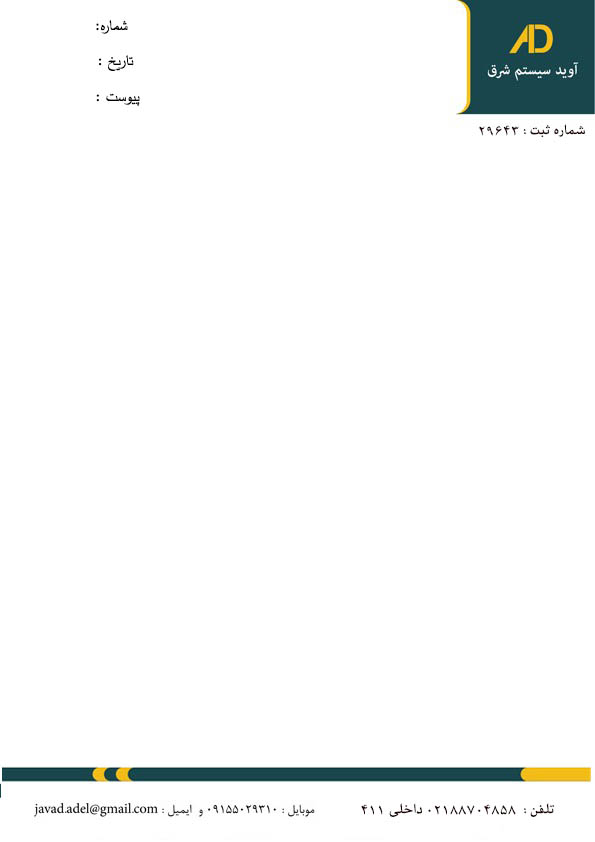 شماره:
تاریخ :
پیوست :
AD
آوید سیستم شرق
شماره ثبت : ۲۹۶۴۳
تلفن : ۰۲۱۸۸۷۰۴۸۵۸ داخلی ۴۱۱
موبایل : ۰۹۱۵۵۰۲۹۳۱۰ و ایمیل : javad.adel@gmail.com